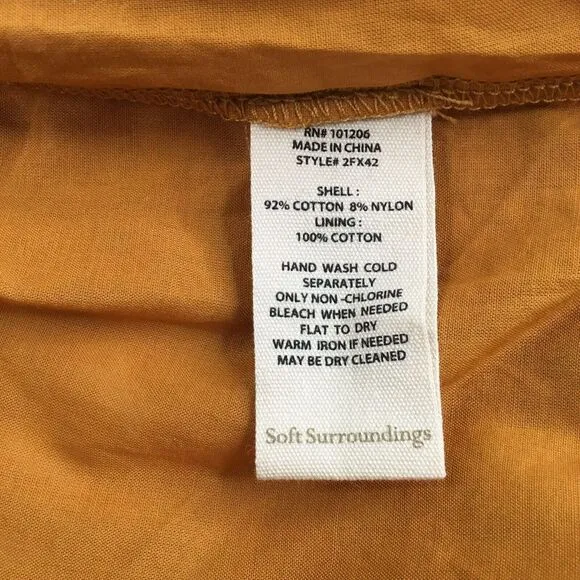 RN# 101206
MADE IN CHINA
STYLE# 2FX42
SHELL :
92% COTTON 8% NYLON
LINING :
100% COTTON
HAND WASH COLD
SEPARATELY
ONLY NON -CHLORINE
BLEACH WHEN NEEDED
FLAT TO DRY
WARM IRON IF NEEDED
MAY BE DRY CLEANED
Soft Surroundings